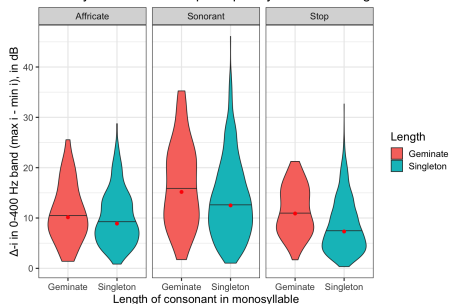 Affricate Sonorant Stop
Δ-i in 0-400 Hz band (max i - min i), in dB
40
30
20
10
0
Geminate Singleton Geminate Singleton Geminate Singleton
Length of consonant in monosyllable
Length
Geminate
Singleton